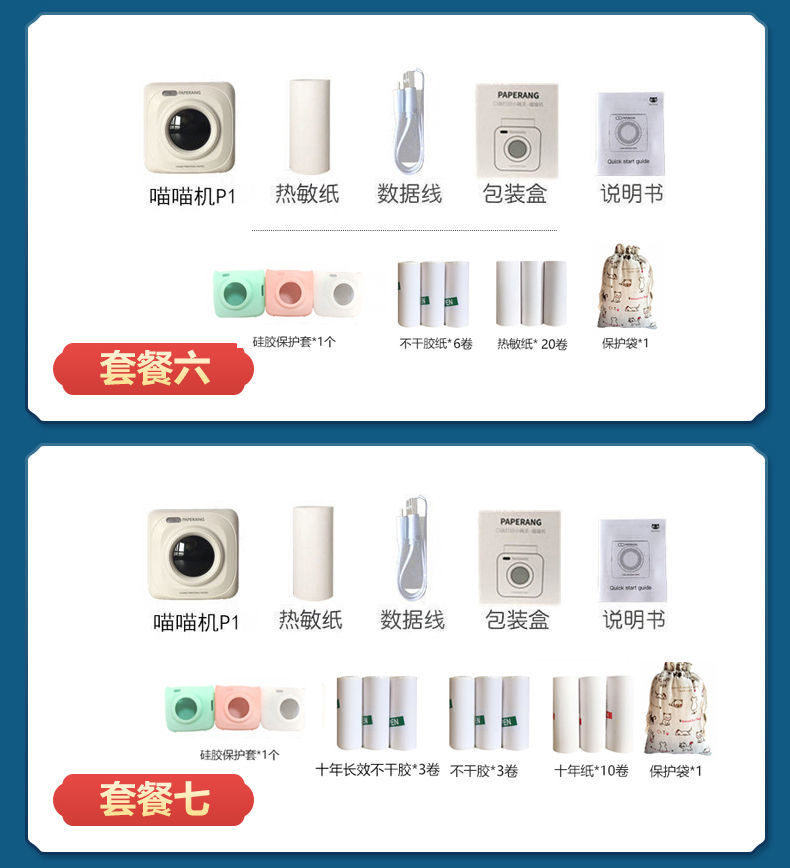 PAPERANG
PAPERANG
PAPERANG
Quick start guide
喵喵机P1 热敏纸 数据线 包装盒 说明书
硅胶保护套*1个 不干胶纸*6卷 热敏纸* 20卷 保护袋*1
套餐六
PAPERANG
PAPERANG
PAPERANG
Quick start guide
喵喵机P1 热敏纸 数据线 包装盒 说明书
硅胶保护套*1个 十年长效不干胶*3卷 不干胶*3卷 十年纸*10卷 保护袋*1
套餐七